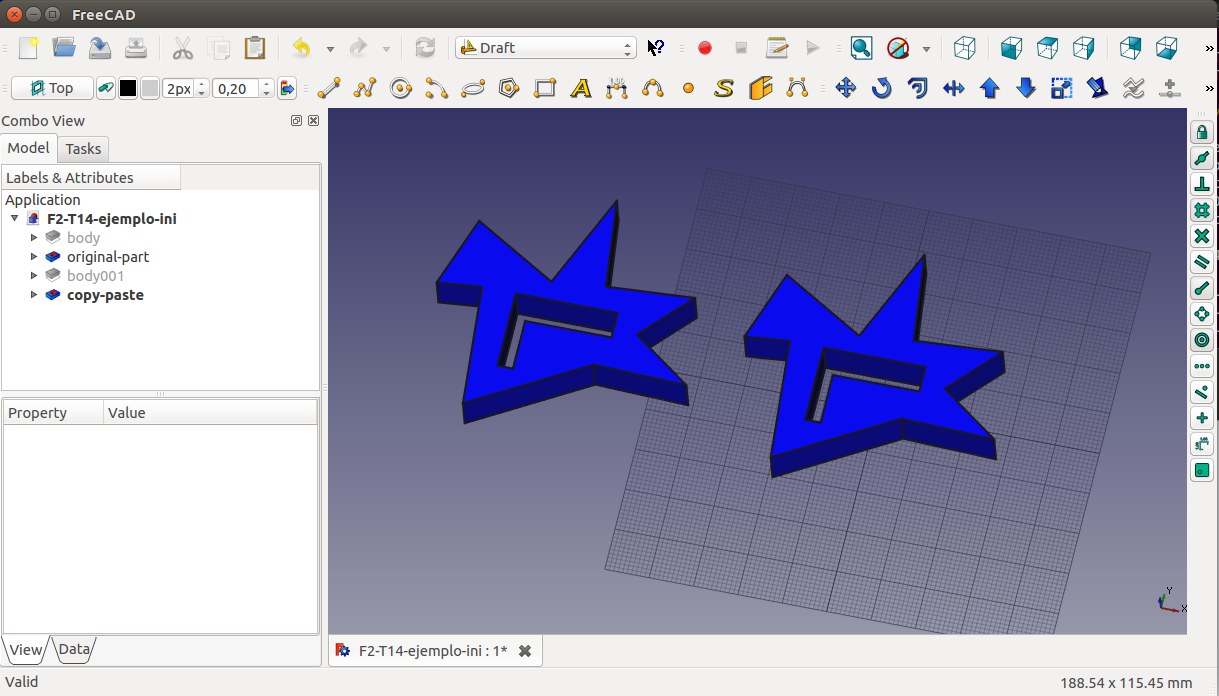 FreeCAD
Draft
Top
2px
0,20
Combo View
Model
Tasks
Labels & Attributes
Application
F2-T14-ejemplo-ini
body
original-part
body001
copy-paste
Property
Value
View
Data
Y
X
F2-T14-ejemplo-ini : 1*
Valid
188.54 x 115.45 mm